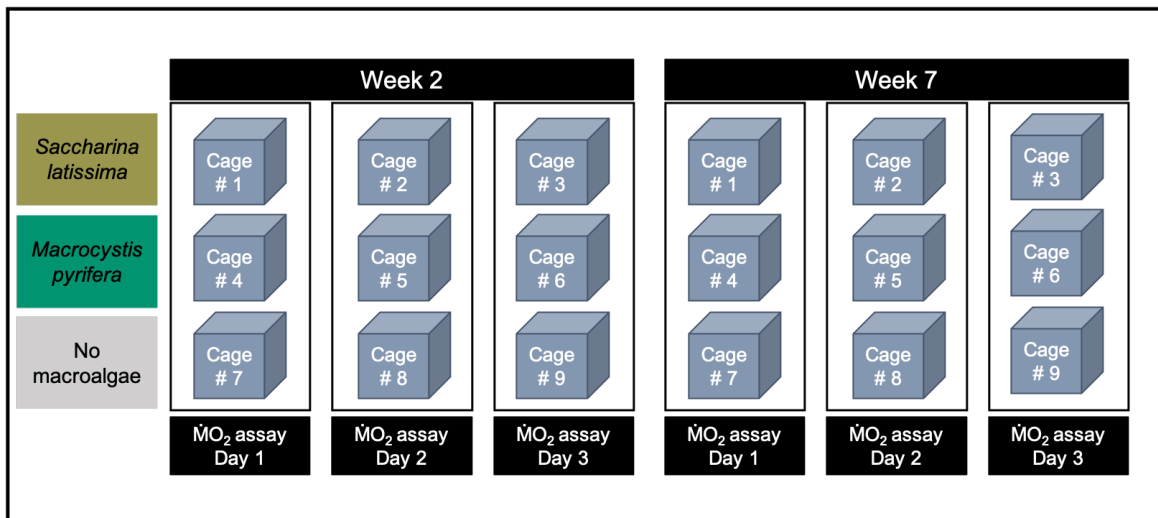 Week 2
Week 7
Saccharina
latissima
Cage
# 1
Cage
# 2
Cage
# 3
Cage
# 1
Cage
# 2
Cage
# 3
Macrocystis
pyrifera
Cage
# 4
Cage
# 5
Cage
# 6
Cage
# 4
Cage
# 5
Cage
# 6
No
macroalgae
Cage
# 7
Cage
# 8
Cage
# 9
Cage
# 7
Cage
# 8
Cage
# 9
ṀO₂ assay
Day 1
ṀO₂ assay
Day 2
ṀO₂ assay
Day 3
ṀO₂ assay
Day 1
ṀO₂ assay
Day 2
ṀO₂ assay
Day 3